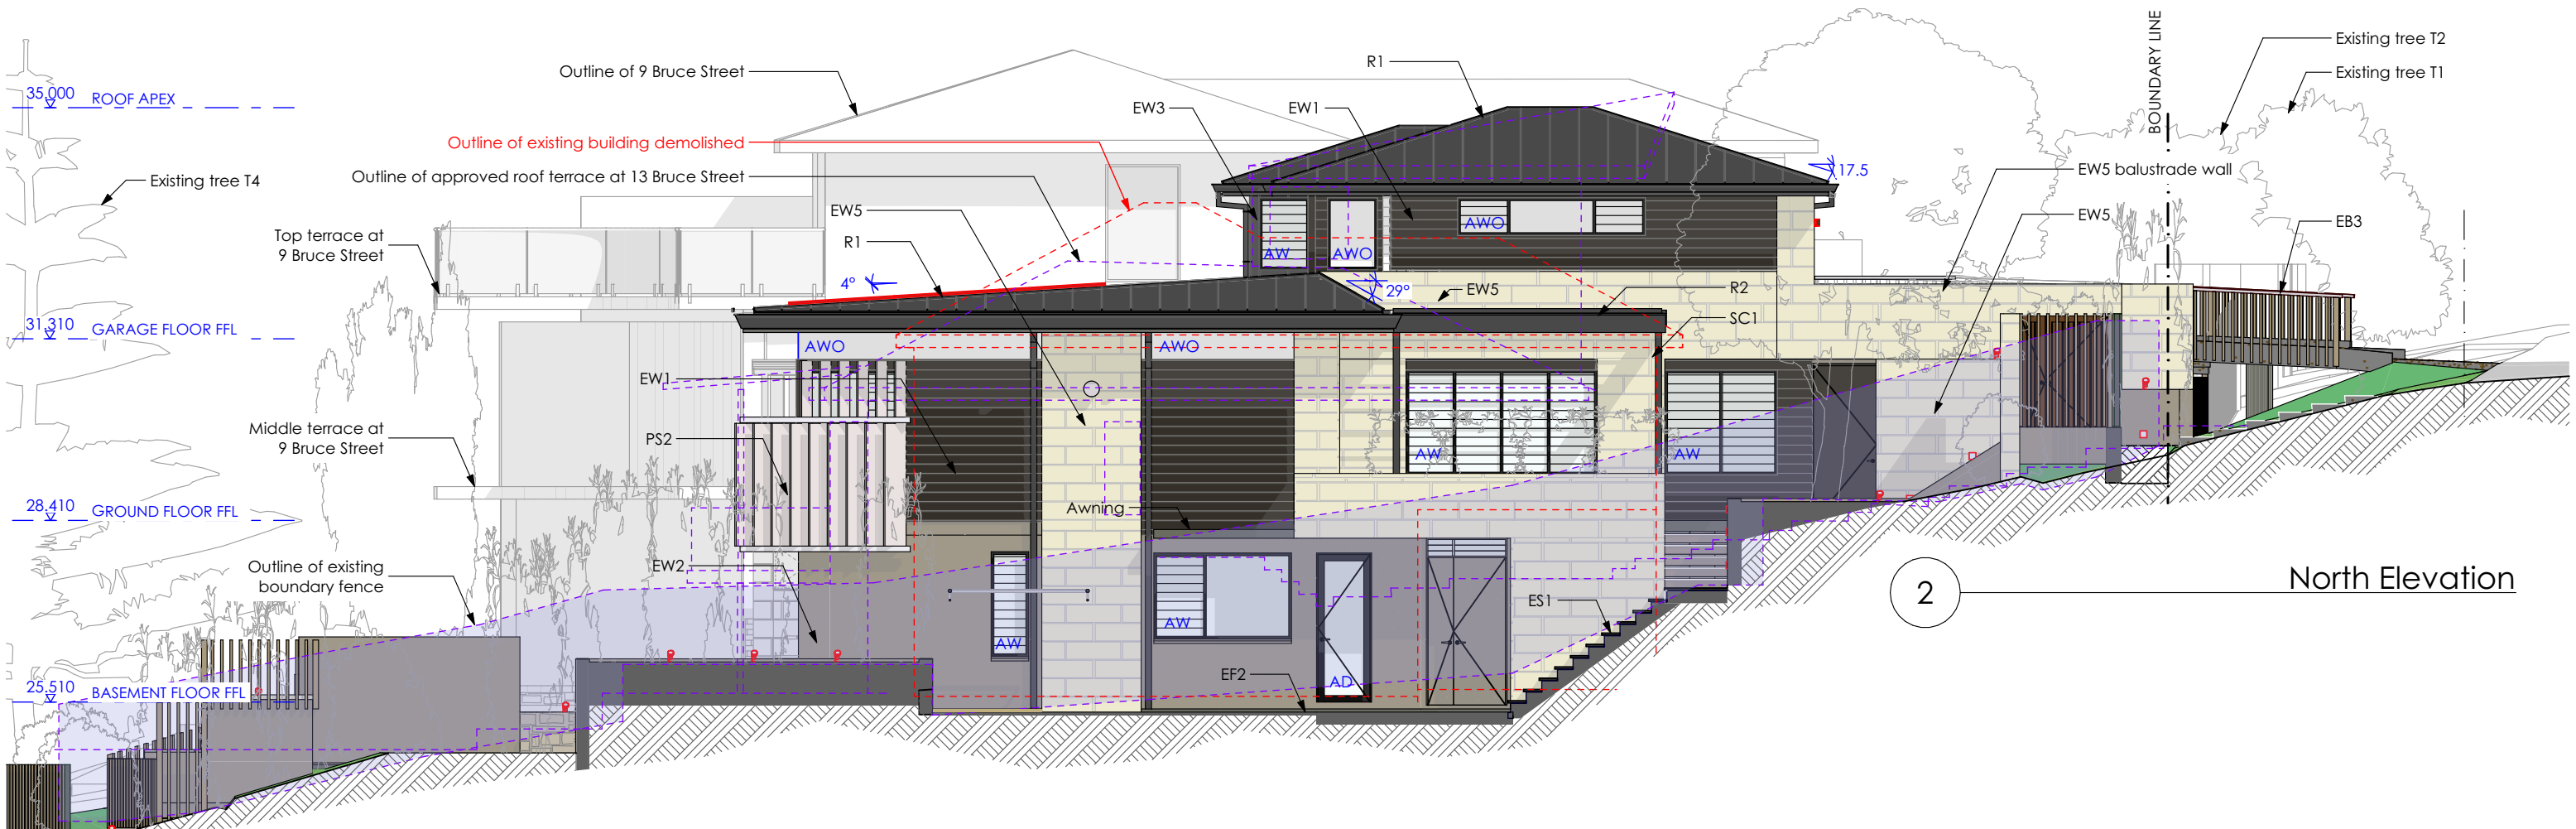 BOUNDARY LINE
Existing tree T2
Outline of 9 Bruce Street
R1
Existing tree T1
35.000
ROOF APEX
EW3
EW1
Outline of existing building demolished
17.5
EW5 balustrade wall
Existing tree T4
Outline of approved roof terrace at 13 Bruce Street
EW5
EW5
AWO
EB3
Top terrace at
9 Bruce Street
R1
AW
AWO
4°
29°
EW5
R2
31.310
GARAGE FLOOR FFL
SC1
AWO
AWO
EW1
Middle terrace at
9 Bruce Street
PS2
AW
AW
28.410
GROUND FLOOR FFL
Awning
Outline of existing
boundary fence
EW2
North Elevation
2
ES1
AW
AW
25.510
BASEMENT FLOOR FFL
EF2
AD